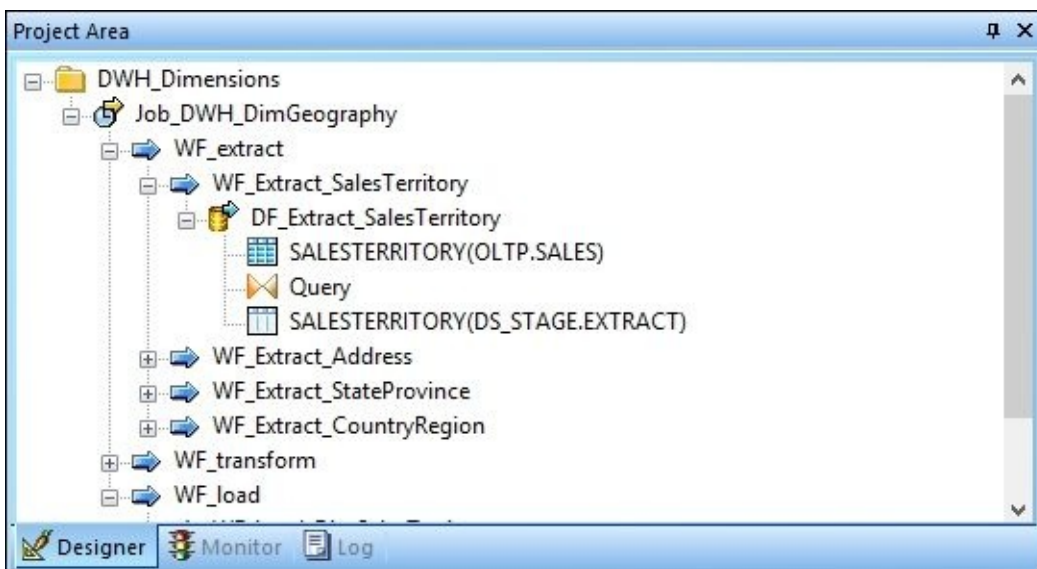 Project Area
DWH_Dimensions
Job_DWH_DimGeography
WF_extract
WF_Extract_SalesTerritory
DF_Extract_SalesTerritory
SALESTERRITORY(OLTP.SALES)
Query
SALESTERRITORY(DS_STAGE.EXTRACT)
WF_Extract_Address
WF_Extract_StateProvince
WF_Extract_CountryRegion
WF_transform
WF_load
Designer Monitor Log